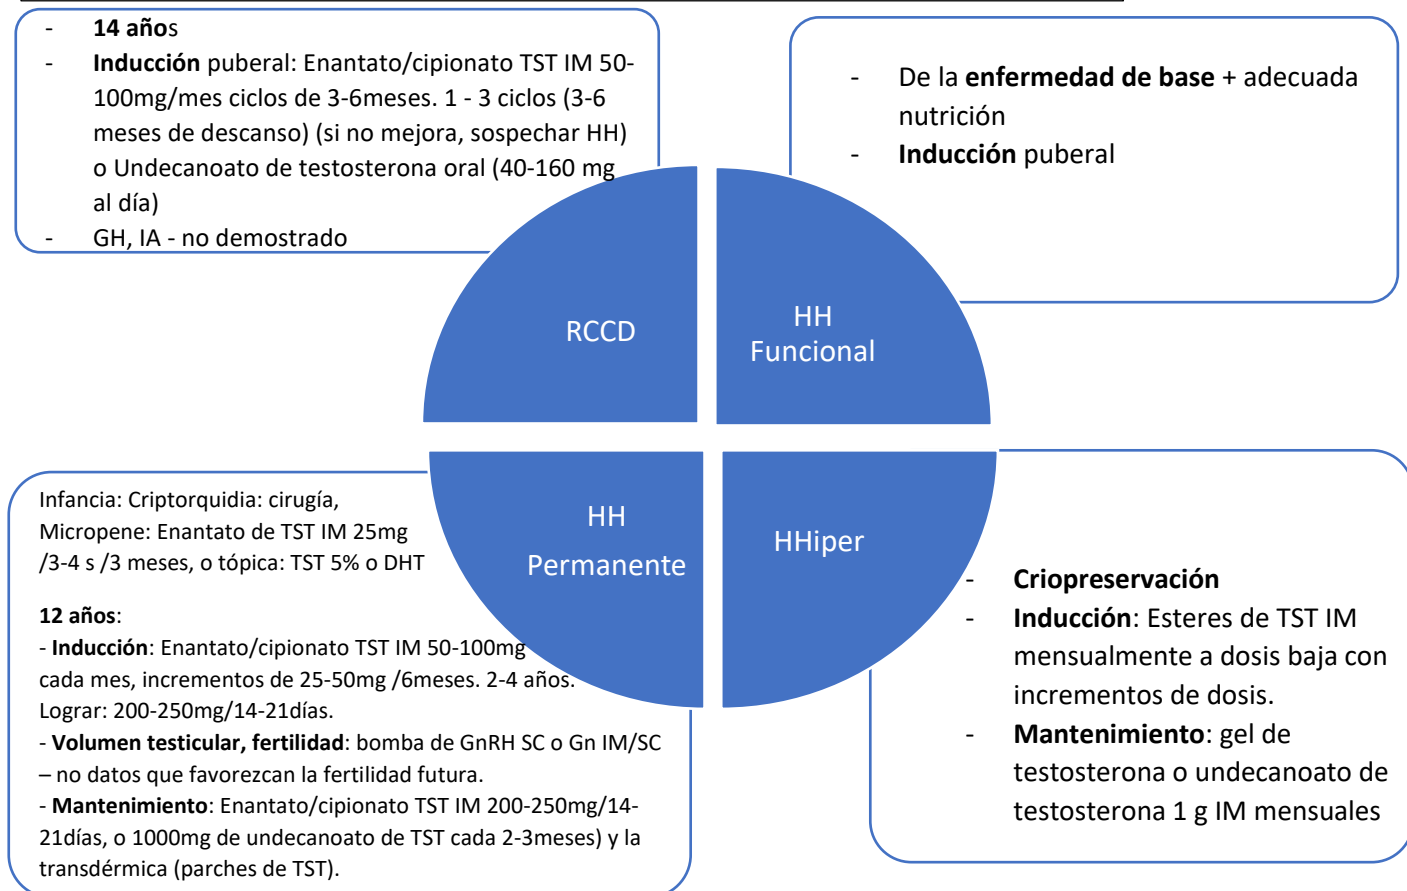 - 14 años
- Inducción puberal: Enantato/cipionato TST IM 50-
100mg/mes ciclos de 3-6meses. 1 - 3 ciclos (3-6
meses de descanso) (si no mejora, sospechar HH)
o Undecanoato de testosterona oral (40-160 mg
al día)
- GH, IA - no demostrado
- De la enfermedad de base + adecuada
nutrición
- Inducción puberal
RCCD
HH
Funcional
HH
Permanente
HHiper
Infancia: Criptorquidia: cirugía,
Micropene: Enantato de TST IM 25mg
/3-4 s /3 meses, o tópica: TST 5% o DHT
12 años:
- Inducción: Enantato/cipionato TST IM 50-100mg
cada mes, incrementos de 25-50mg /6meses. 2-4 años.
Lograr: 200-250mg/14-21días.
- Volumen testicular, fertilidad: bomba de GnRH SC o Gn IM/SC
– no datos que favorezcan la fertilidad futura.
- Mantenimiento: Enantato/cipionato TST IM 200-250mg/14-
21días, o 1000mg de undecanoato de TST cada 2-3meses) y la
transdérmica (parches de TST).
- Criopreservación
- Inducción: Esteres de TST IM
mensualmente a dosis baja con
incrementos de dosis.
- Mantenimiento: gel de
testosterona o undecanoato de
testosterona 1 g IM mensuales